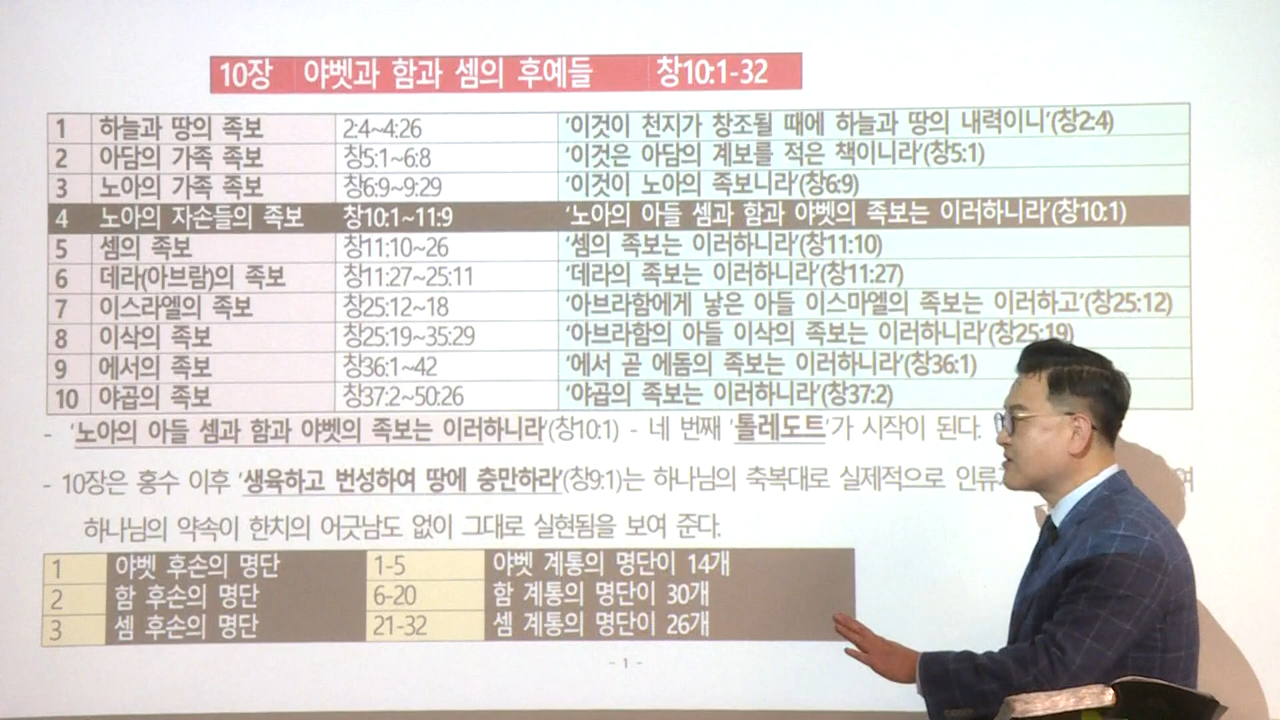 10장 야벳과 함과 셈의 후예들 창10:1-32
1 하늘과 땅의 족보 2:4~4:26 ‘이것이 천지가 창조될 때에 하늘과 땅의 내력이니’(창2:4)
2 아담의 가족 족보 창5:1~6:8 ‘이것은 아담의 계보를 적은 책이니라’(창5:1)
3 노아의 가족 족보 창6:9~9:29 ‘이것이 노아의 족보니라’(창6:9)
4 노아의 자손들의 족보 창10:1~11:9 ‘노아의 아들 셈과 함과 야벳의 족보는 이러하니라’(창10:1)
5 셈의 족보 창11:10~26 ‘셈의 족보는 이러하니라’(창11:10)
6 데라(아브람)의 족보 창11:27~25:11 ‘데라의 족보는 이러하니라’(창11:27)
7 이스라엘의 족보 창25:12~18 ‘아브라함에게 낳은 아들 이스마엘의 족보는 이러하고’(창25:12)
8 이삭의 족보 창25:19~35:29 ‘아브라함의 아들 이삭의 족보는 이러하니라’(창25:19)
9 에서의 족보 창36:1~42 ‘에서 곧 에돔의 족보는 이러하니라’(창36:1)
10 야곱의 족보 창37:2~50:26 ‘야곱의 족보는 이러하니라’(창37:2)
- ‘노아의 아들 셈과 함과 야벳의 족보는 이러하니라’(창10:1) - 네 번째 ‘톨레도트’가 시작이 된다.
- 10장은 홍수 이후 ‘생육하고 번성하여 땅에 충만하라’(창9:1)는 하나님의 축복대로 실제적으로 인류 여
하나님의 약속이 한치의 어긋남도 없이 그대로 실현됨을 보여 준다.
1 야벳 후손의 명단 1-5 야벳 계통의 명단이 14개
2 함 후손의 명단 6-20 함 계통의 명단이 30개
3 셈 후손의 명단 21-32 셈 계통의 명단이 26개
- 1 -